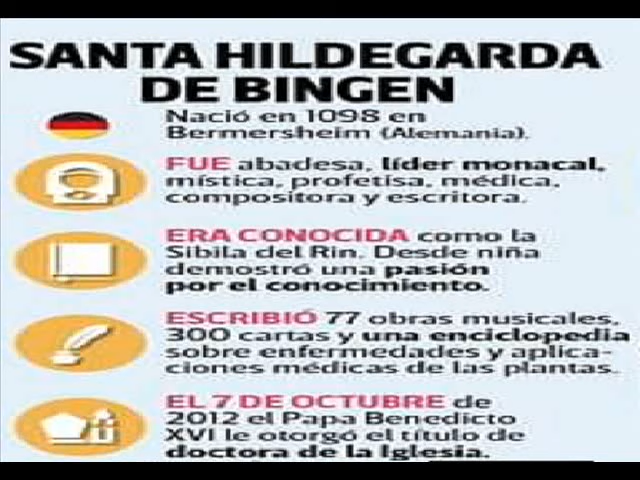 SANTA HILDEGARDA
DE BINGEN
Nació en 1098 en
Bermersheim (Alemania).
FUE abadesa, líder monacal,
mística, profetisa, médica,
compositora y escritora.
ERA CONOCIDA como la
Sibila del Rin. Desde niña
demostró una pasión
por el conocimiento.
ESCRIBIÓ 77 obras musicales,
300 cartas y una enciclopedia
sobre enfermedades y aplica-
ciones médicas de las plantas.
EL 7 DE OCTUBRE de
2012 el Papa Benedicto
XVI le otorgó el título de
doctora de la Iglesia.